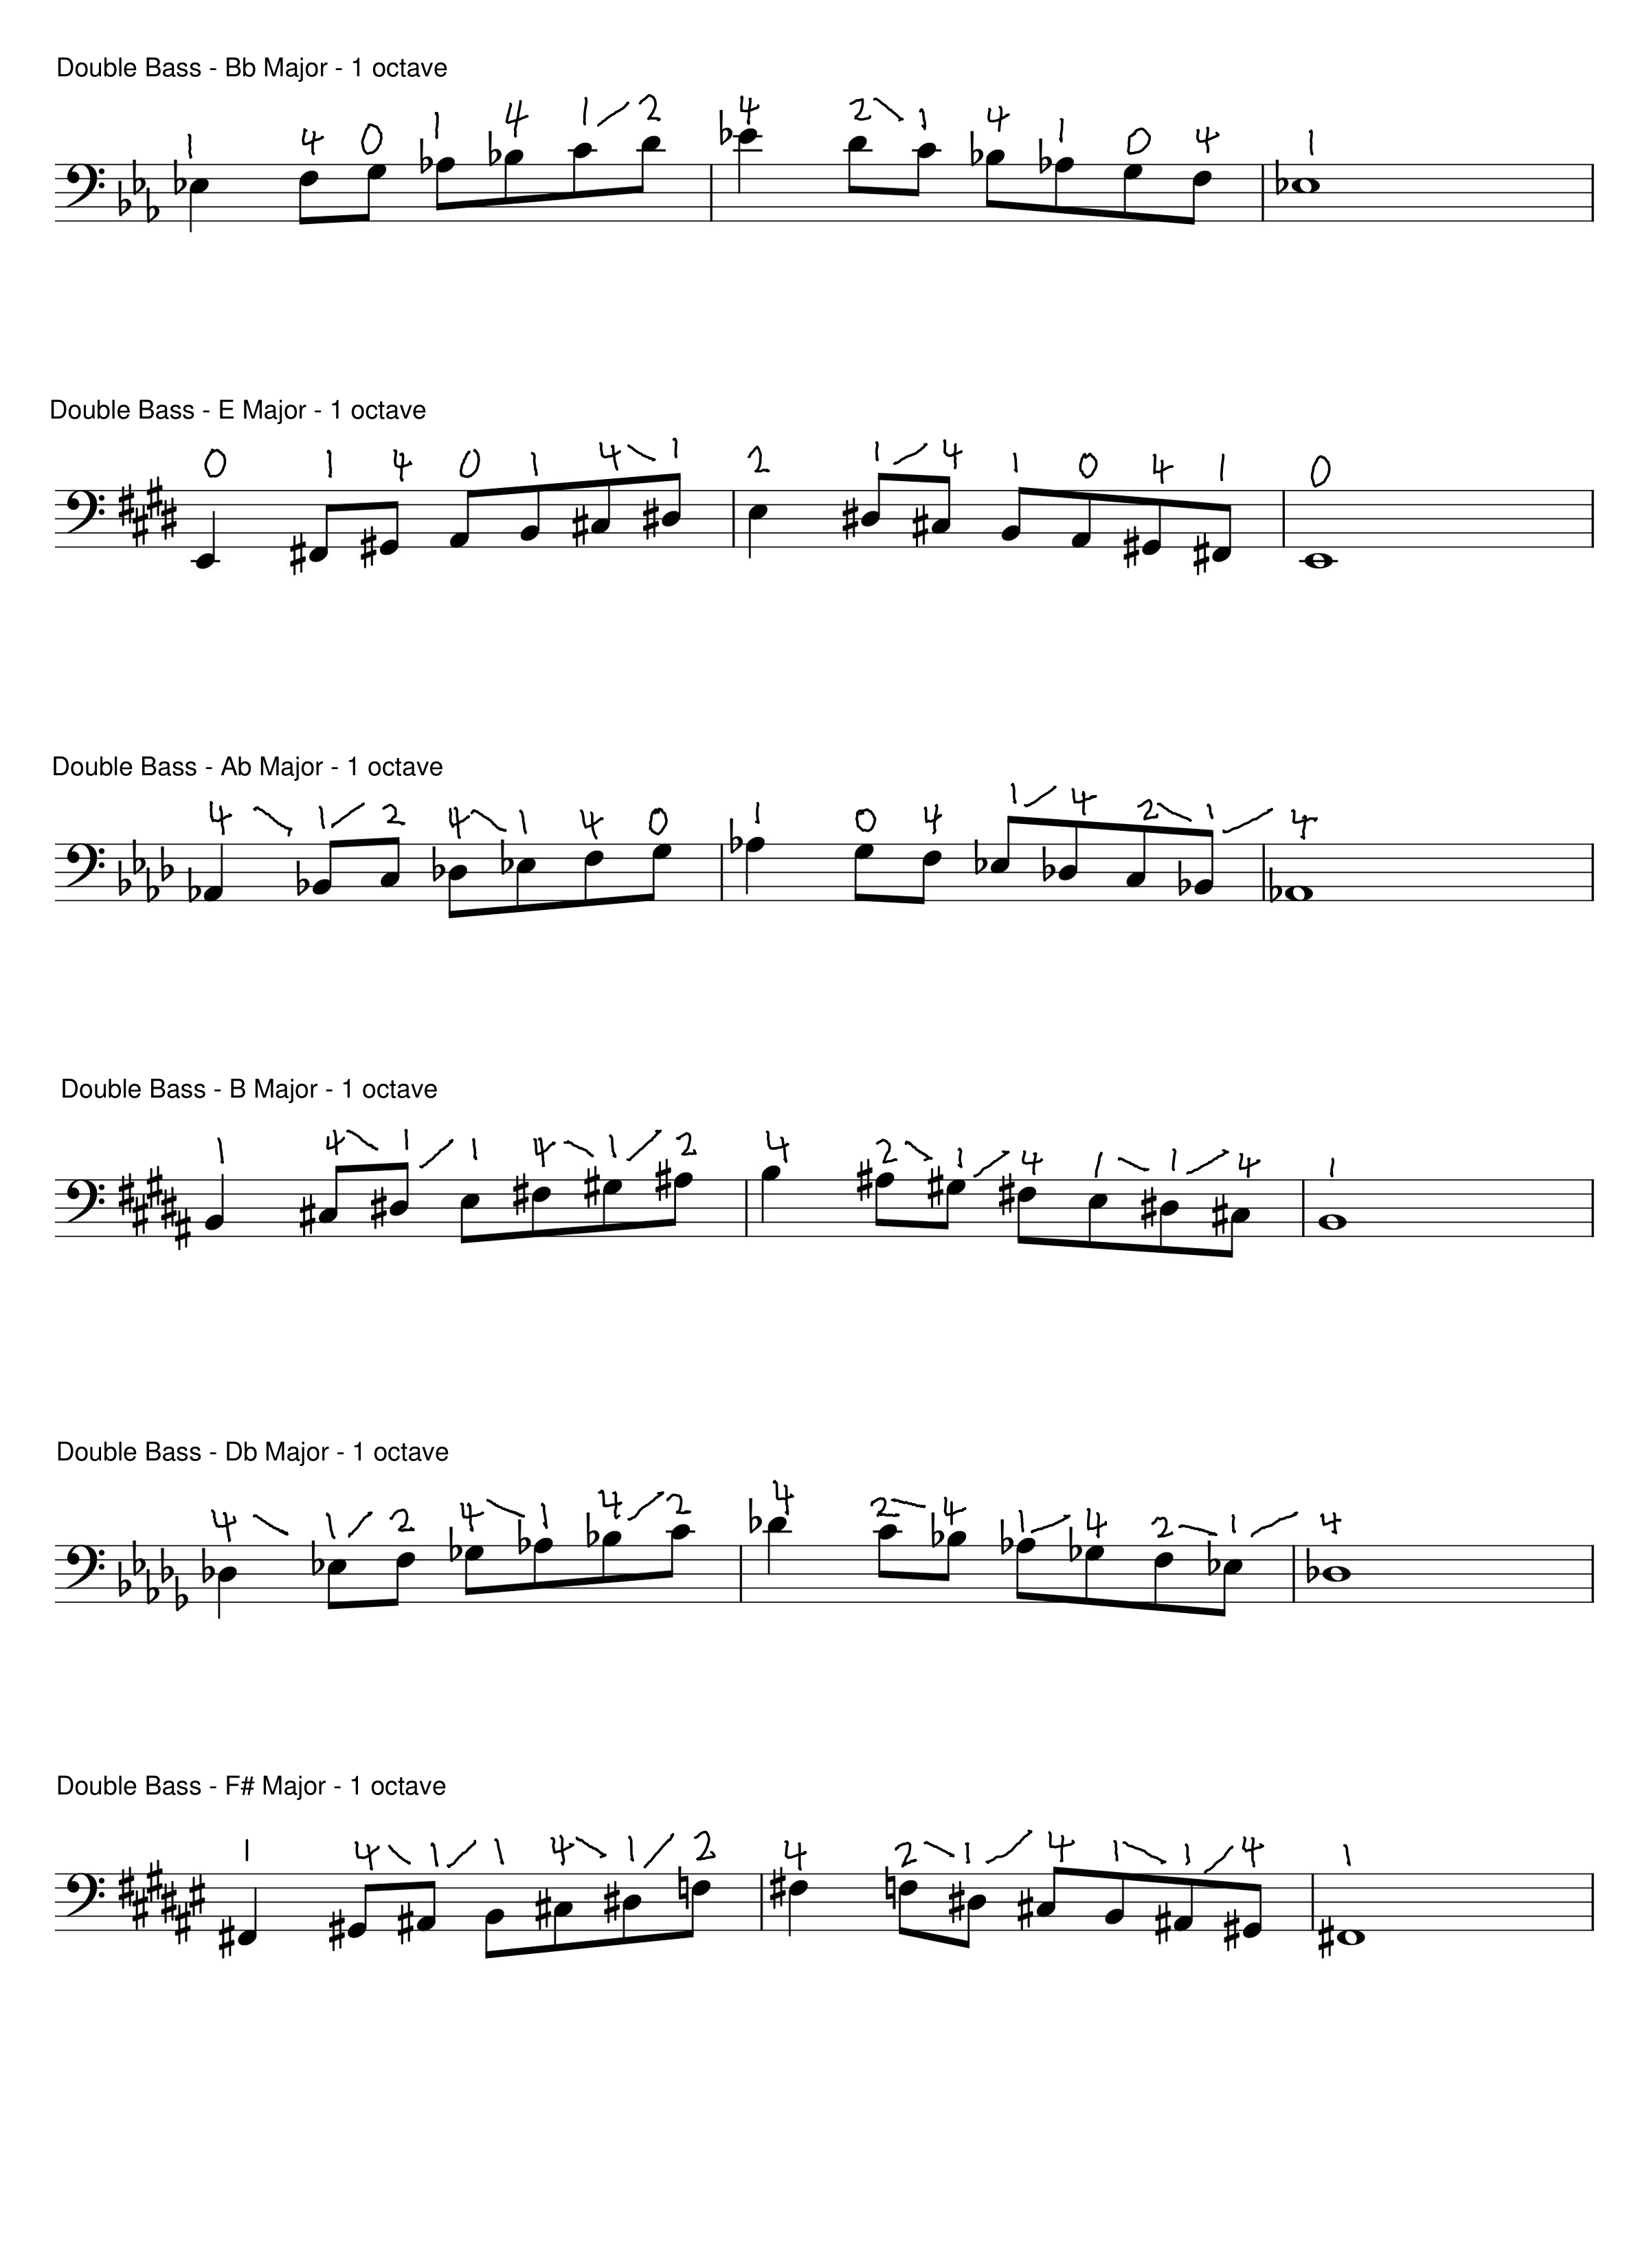 Double Bass - Bb Major - 1 octave
1 4 0 1 4 1 2 4 2 1 4 1 0 4 1
Double Bass - E Major - 1 octave
0 1 4 0 1 4 1 2 1 4 1 0 4 1 0
Double Bass - Ab Major - 1 octave
4 1 2 4 1 4 0 1 0 4 1 4 2 1 4
Double Bass - B Major - 1 octave
1 4 1 1 4 1 2 4 2 1 4 1 1 4 1
Double Bass - Db Major - 1 octave
4 1 2 4 1 4 2 4 2 4 1 4 2 1 4
Double Bass - F# Major - 1 octave
1 4 1 1 4 1 2 4 2 1 4 1 1 4 1